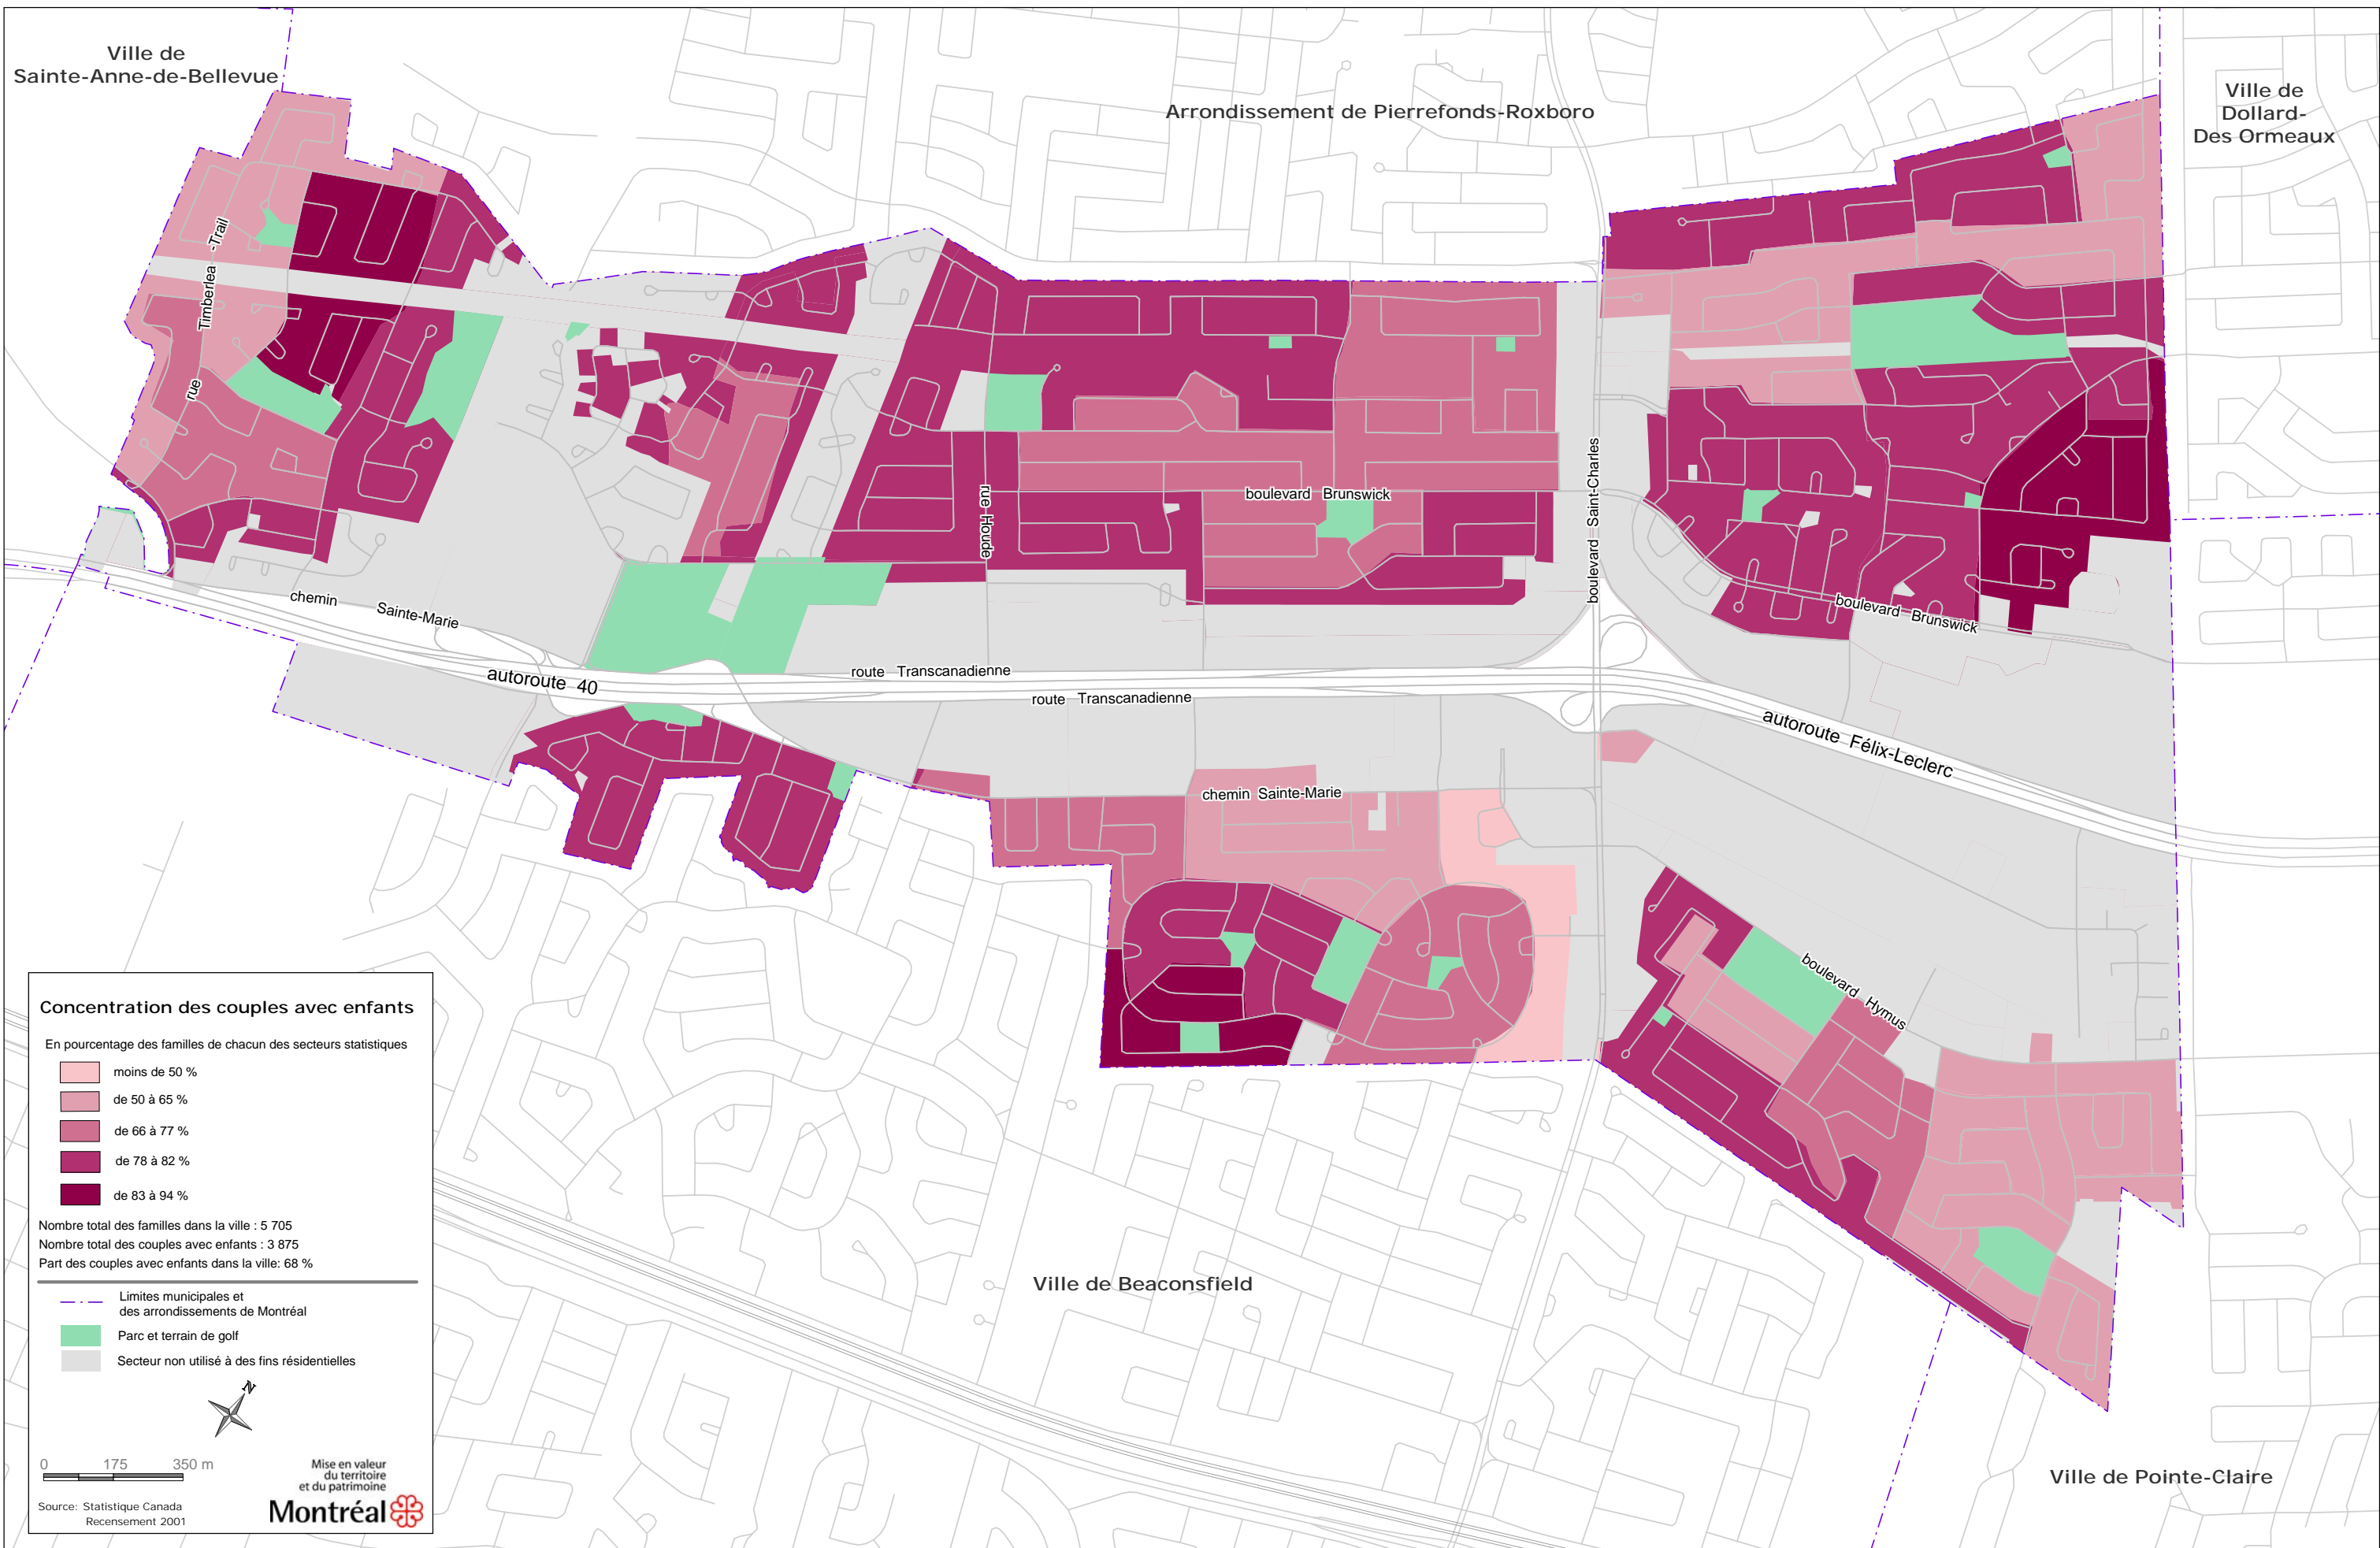 Ville de
Sainte-Anne-de-Bellevue
Arrondissement de Pierrefonds-Roxboro
Ville de
Dollard-
Des Ormeaux
rue Timberlea -Trail
rue Houde
boulevard Brunswick
boulevard Saint-Charles
boulevard Brunswick
chemin Sainte-Marie
autoroute 40
route Transcanadienne
route Transcanadienne
autoroute Félix-Leclerc
chemin Sainte-Marie
boulevard Hymus
Ville de Beaconsfield
Ville de Pointe-Claire
Concentration des couples avec enfants
En pourcentage des familles de chacun des secteurs statistiques
moins de 50 %
de 50 à 65 %
de 66 à 77 %
de 78 à 82 %
de 83 à 94 %
Nombre total des familles dans la ville : 5 705
Nombre total des couples avec enfants : 3 875
Part des couples avec enfants dans la ville: 68 %
Limites municipales et
des arrondissements de Montréal
Parc et terrain de golf
Secteur non utilisé à des fins résidentielles
N
0 175 350 m
Source: Statistique Canada
Recensement 2001
Mise en valeur
du territoire
et du patrimoine
Montréal